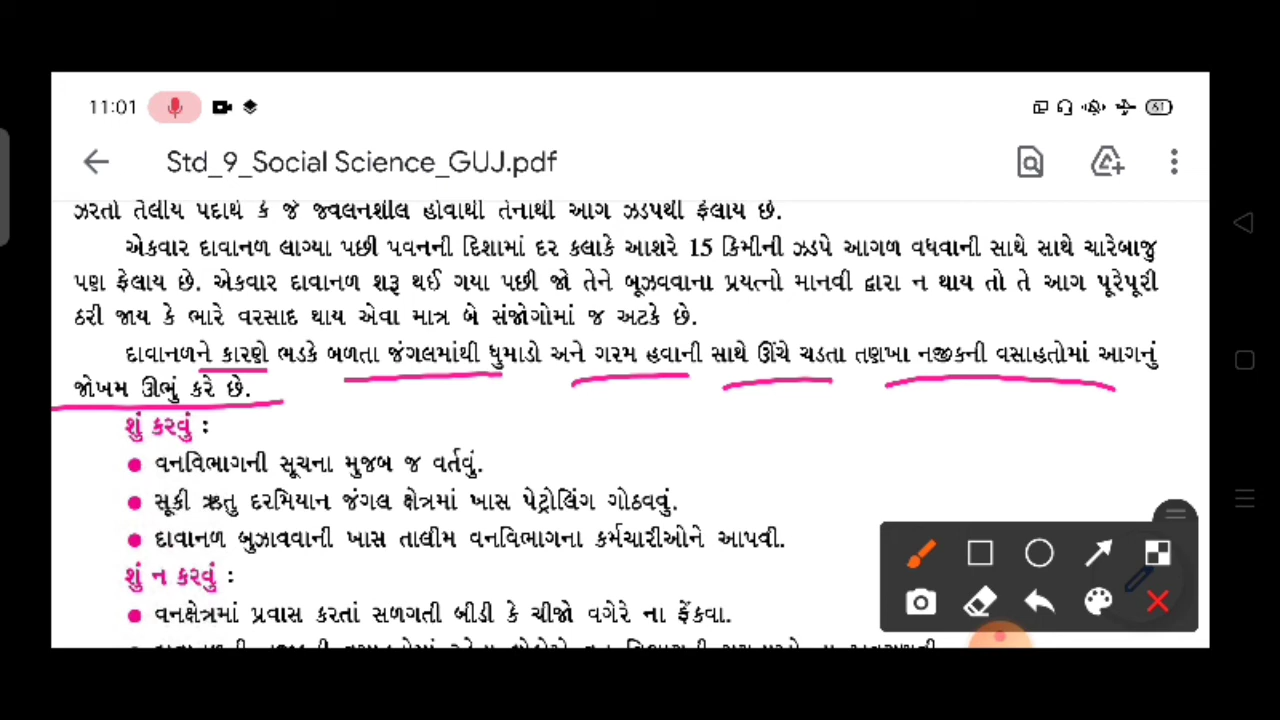 11:01
61
Std_9_Social Science_GUJ.pdf
ઝરતો તૈલીય પદાર્થ કે જે જ્વલનશીલ હોવાથી તેનાથી આગ ઝડપથી ફેલાય છે.
એકવાર દાવાનળ લાગ્યા પછી પવનની દિશામાં દર કલાકે આશરે 15 કિમીની ઝડપે આગળ વધવાની સાથે સાથે ચારેબાજુ
પણ ફેલાય છે. એકવાર દાવાનળ શરૂ થઈ ગયા પછી જો તેને બૂઝવવાના પ્રયત્નો માનવી દ્વારા ન થાય તો તે આગ પૂરેપૂરી
ઠરી જાય કે ભારે વરસાદ થાય એવા માત્ર બે સંજોગોમાં જ અટકે છે.
દાવાનળને કારણે ભડકે બળતા જંગલમાંથી ધુમાડો અને ગરમ હવાની સાથે ઊંચે ચડતા તણખા નજીકની વસાહતોમાં આગનું
જોખમ ઊભું કરે છે.
શું કરવું :
● વનવિભાગની સૂચના મુજબ જ વર્તવું.
● સૂકી ઋતુ દરમિયાન જંગલ ક્ષેત્રમાં ખાસ પેટ્રોલિંગ ગોઠવવું.
● દાવાનળ બુઝાવવાની ખાસ તાલીમ વનવિભાગના કર્મચારીઓને આપવી.
શું ન કરવું :
● વનક્ષેત્રમાં પ્રવાસ કરતાં સળગતી બીડી કે ચીજો વગેરે ના ફેંકવા.